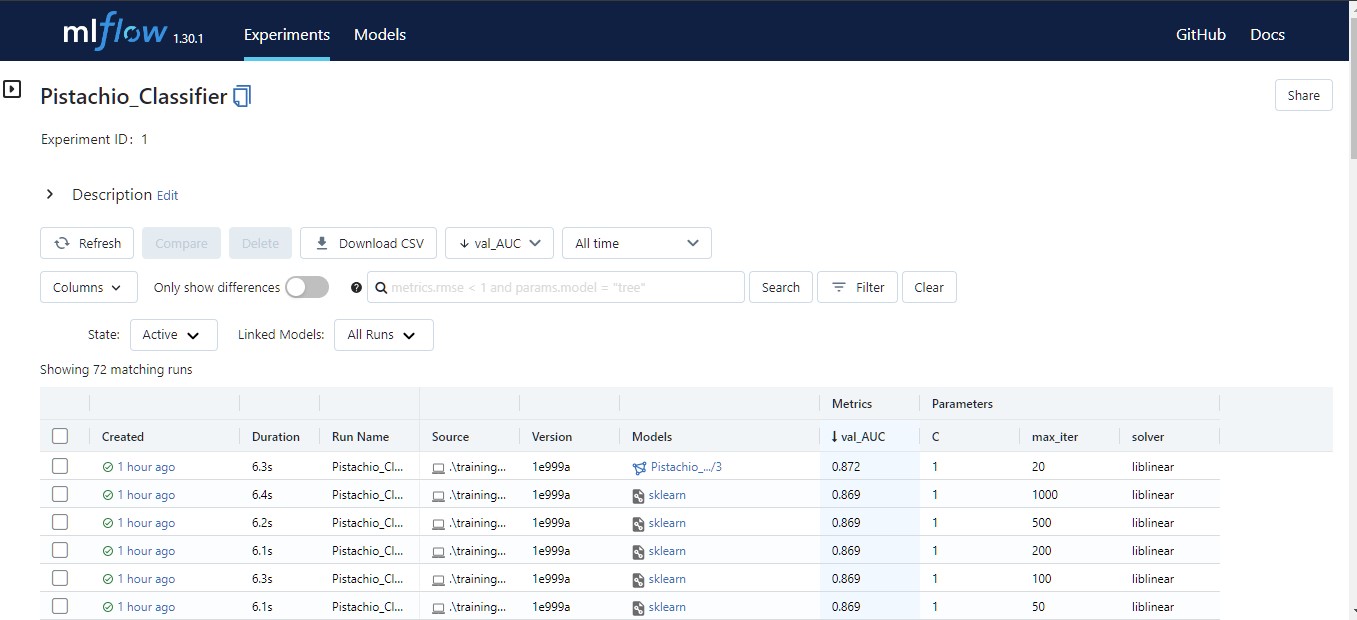 mlflow 1.30.1 Experiments Models GitHub Docs
Pistachio_Classifier Share
Experiment ID: 1
Description Edit
Refresh Compare Delete Download CSV val_AUC All time
Columns Only show differences ? metrics.rmse < 1 and params.model = "tree" Search Filter Clear
State: Active Linked Models: All Runs
Showing 72 matching runs
Metrics Parameters
Created Duration Run Name Source Version Models ↓ val_AUC C max_iter solver
1 hour ago 6.3s Pistachio_Cl... .\training... 1e999a Pistachio_.../3 0.872 1 20 liblinear
1 hour ago 6.4s Pistachio_Cl... .\training... 1e999a sklearn 0.869 1 1000 liblinear
1 hour ago 6.2s Pistachio_Cl... .\training... 1e999a sklearn 0.869 1 500 liblinear
1 hour ago 6.1s Pistachio_Cl... .\training... 1e999a sklearn 0.869 1 200 liblinear
1 hour ago 6.3s Pistachio_Cl... .\training... 1e999a sklearn 0.869 1 100 liblinear
1 hour ago 6.1s Pistachio_Cl... .\training... 1e999a sklearn 0.869 1 50 liblinear